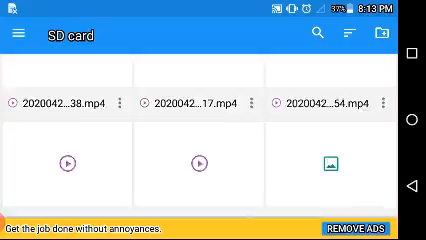 37% 8:13 PM
SD card
2020042...38.mp4 2020042...17.mp4 2020042...54.mp4
Get the job done without annoyances. REMOVE ADS